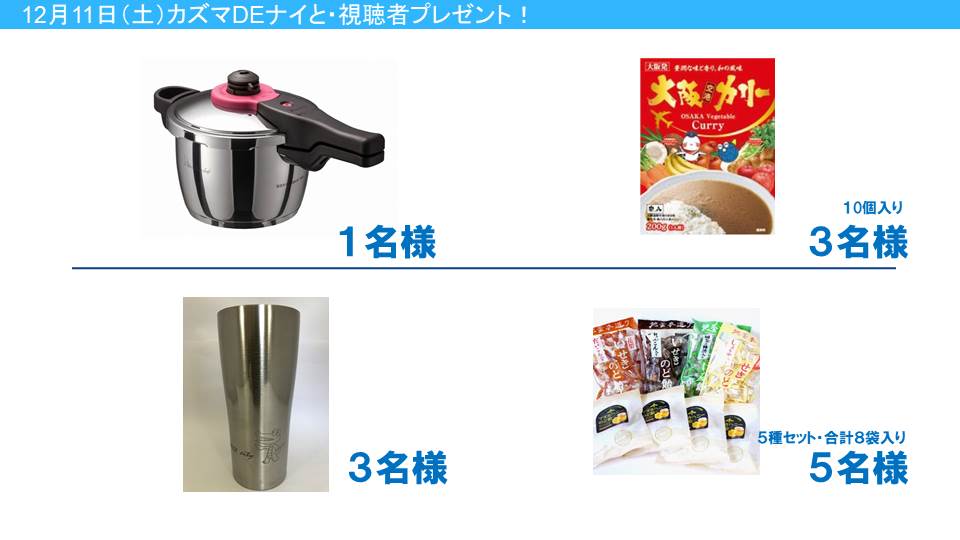 12月11日（土）カズマDEナイと・視聴者プレゼント！
大阪発
大阪
空港
カリー
OSAKA Vegetable
Curry
200g
10個入り
１名様
３名様
のど飴
5種セット・合計８袋入り
３名様
５名様